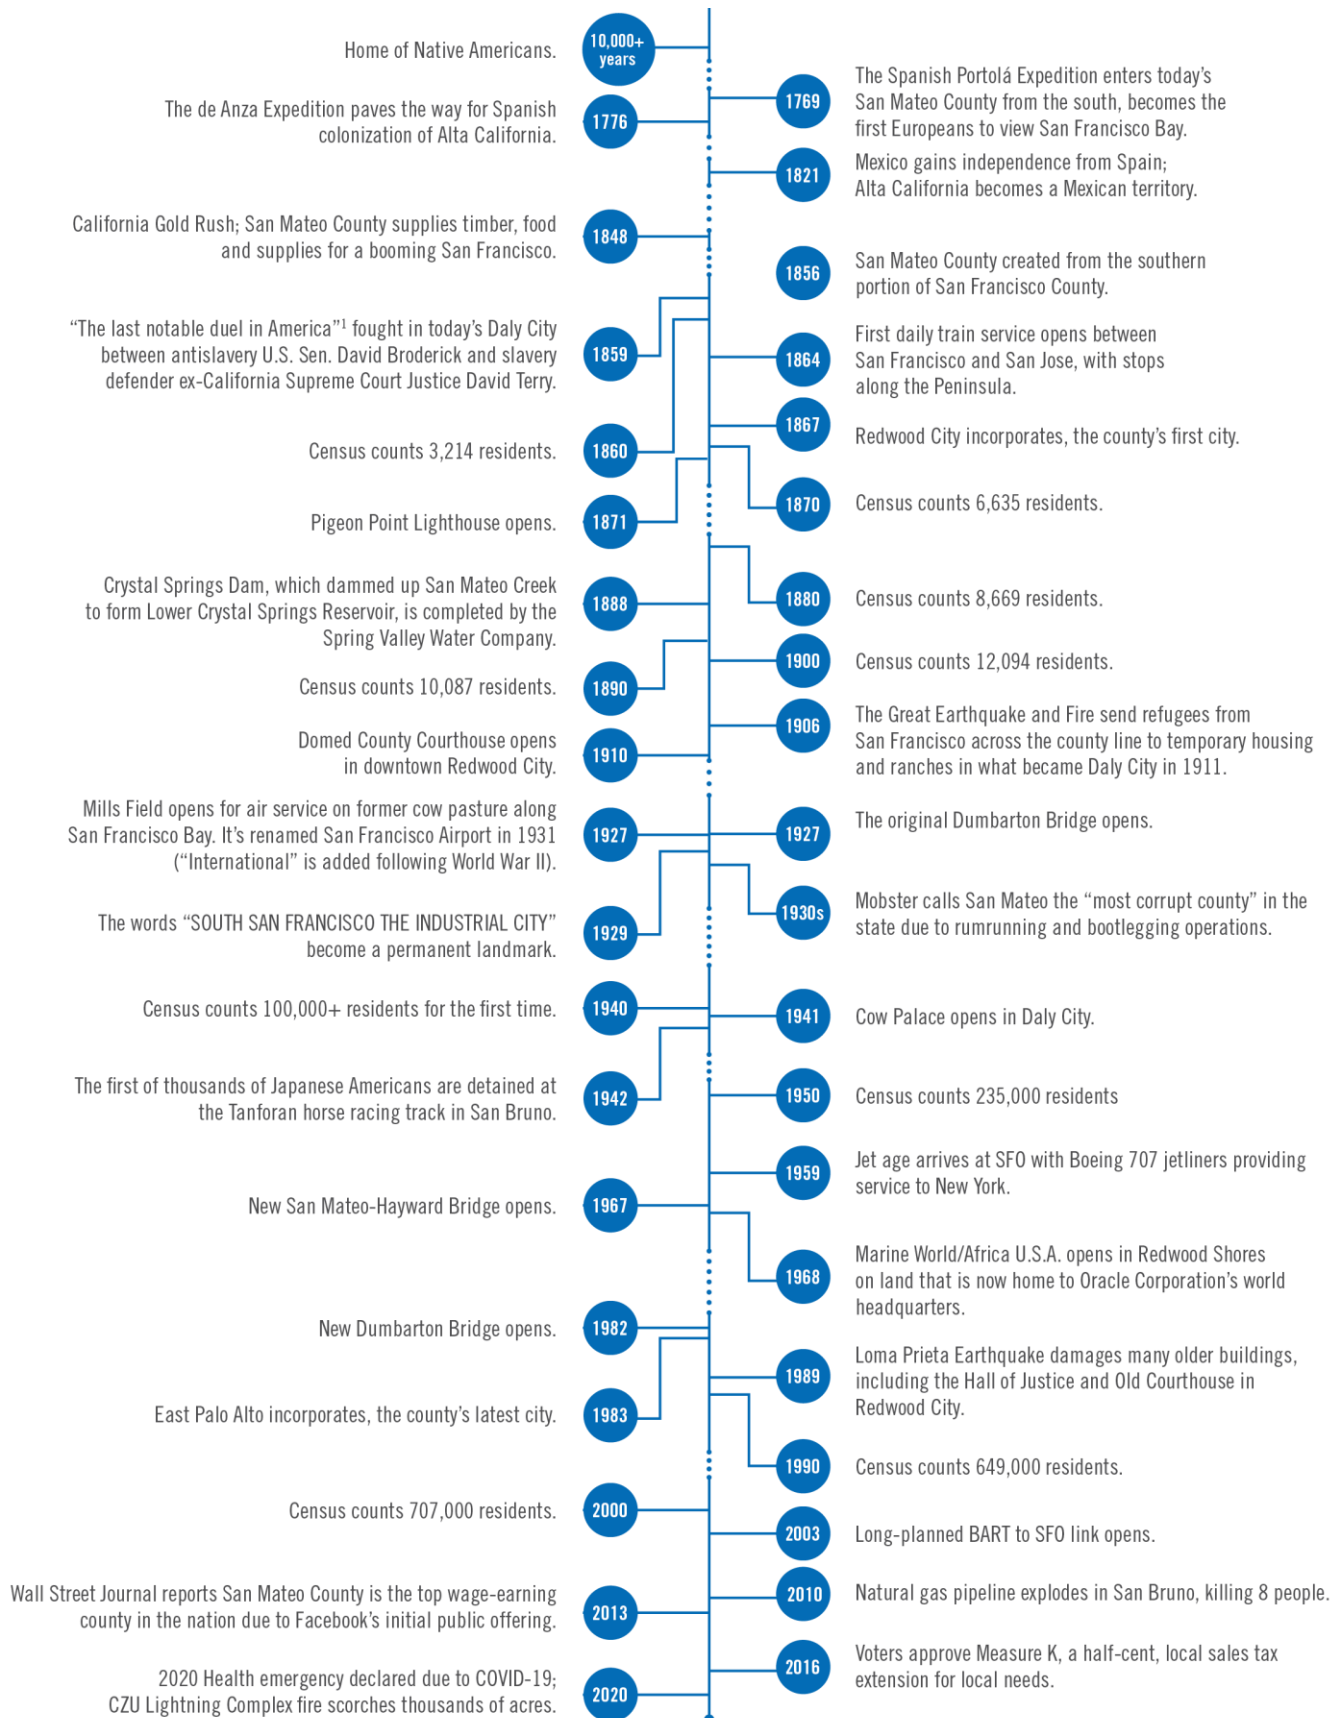 Home of Native Americans.
10,000+
years
1769
The Spanish Portolá Expedition enters today's
San Mateo County from the south, becomes the
first Europeans to view San Francisco Bay.
The de Anza Expedition paves the way for Spanish
colonization of Alta California.
1776
1821
Mexico gains independence from Spain;
Alta California becomes a Mexican territory.
California Gold Rush; San Mateo County supplies timber, food
and supplies for a booming San Francisco.
1848
1856
San Mateo County created from the southern
portion of San Francisco County.
“The last notable duel in America”¹ fought in today's Daly City
between antislavery U.S. Sen. David Broderick and slavery
defender ex-California Supreme Court Justice David Terry.
1859
1864
First daily train service opens between
San Francisco and San Jose, with stops
along the Peninsula.
1867
Redwood City incorporates, the county's first city.
Census counts 3,214 residents.
1860
1870
Census counts 6,635 residents.
Pigeon Point Lighthouse opens.
1871
Crystal Springs Dam, which dammed up San Mateo Creek
to form Lower Crystal Springs Reservoir, is completed by the
Spring Valley Water Company.
1888
1880
Census counts 8,669 residents.
1900
Census counts 12,094 residents.
Census counts 10,087 residents.
1890
1906
The Great Earthquake and Fire send refugees from
San Francisco across the county line to temporary housing
and ranches in what became Daly City in 1911.
Domed County Courthouse opens
in downtown Redwood City.
1910
Mills Field opens for air service on former cow pasture along
San Francisco Bay. It's renamed San Francisco Airport in 1931
(“International” is added following World War II).
1927
1927
The original Dumbarton Bridge opens.
1930s
Mobster calls San Mateo the “most corrupt county” in the
state due to rumrunning and bootlegging operations.
The words “SOUTH SAN FRANCISCO THE INDUSTRIAL CITY”
become a permanent landmark.
1929
Census counts 100,000+ residents for the first time.
1940
1941
Cow Palace opens in Daly City.
The first of thousands of Japanese Americans are detained at
the Tanforan horse racing track in San Bruno.
1942
1950
Census counts 235,000 residents
1959
Jet age arrives at SFO with Boeing 707 jetliners providing
service to New York.
New San Mateo-Hayward Bridge opens.
1967
1968
Marine World/Africa U.S.A. opens in Redwood Shores
on land that is now home to Oracle Corporation's world
headquarters.
New Dumbarton Bridge opens.
1982
1989
Loma Prieta Earthquake damages many older buildings,
including the Hall of Justice and Old Courthouse in
Redwood City.
East Palo Alto incorporates, the county's latest city.
1983
1990
Census counts 649,000 residents.
Census counts 707,000 residents.
2000
2003
Long-planned BART to SFO link opens.
2010
Natural gas pipeline explodes in San Bruno, killing 8 people.
Wall Street Journal reports San Mateo County is the top wage-earning
county in the nation due to Facebook's initial public offering.
2013
2016
Voters approve Measure K, a half-cent, local sales tax
extension for local needs.
2020 Health emergency declared due to COVID-19;
CZU Lightning Complex fire scorches thousands of acres.
2020